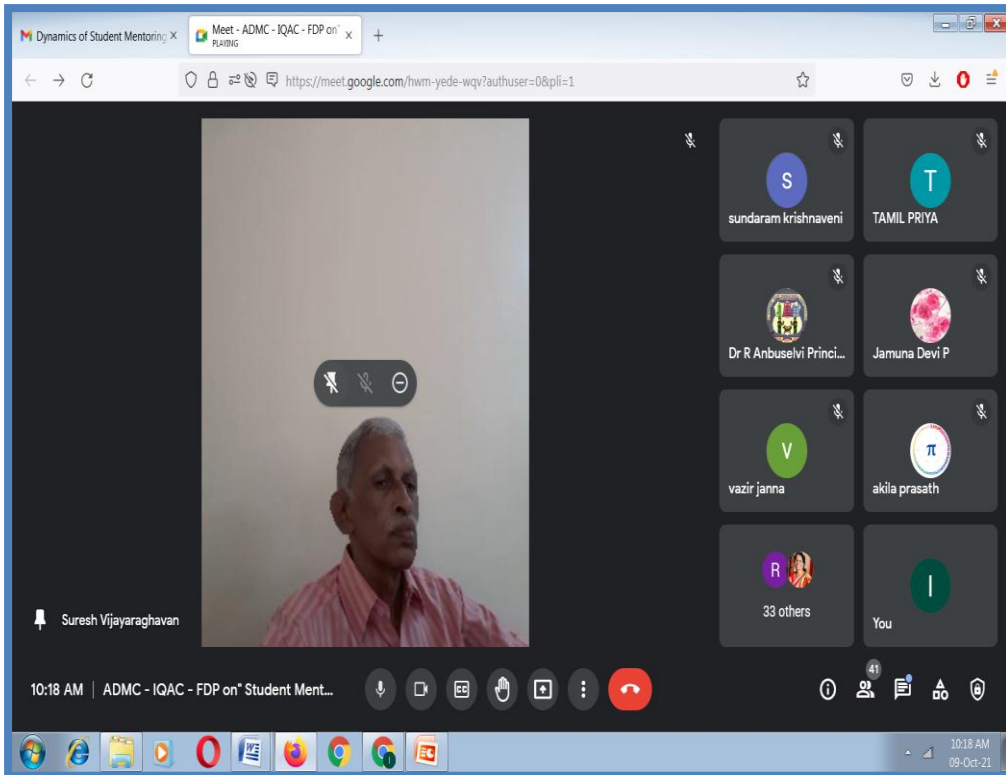 Dynamics of Student Mentoring
Meet - ADMC - IQAC - FDP on"
PLAYING
https://meet.google.com/hwm-yede-wqv?authuser=0&pli=1
S
sundaram krishnaveni
T
TAMIL PRIYA
Dr R Anbuselvi Princi...
Jamuna Devi P
V
vazir janna
π
akila prasath
R
33 others
I
You
Suresh Vijayaraghavan
10:18 AM | ADMC - IQAC - FDP on" Student Ment...
CC
41
10:18 AM
09-Oct-21